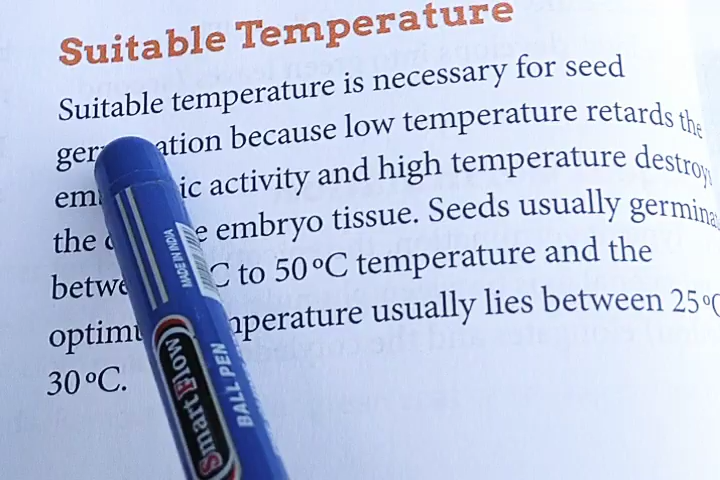 Suitable Temperature
Suitable temperature is necessary for seed
ation because low temperature retards the
ic activity and high temperature destroy
the embryo tissue. Seeds usually germina
C to 50°C temperature and the
usually lies between 25°C
30°C.
MADE IN INDIA
SmartFlow
BALL PEN